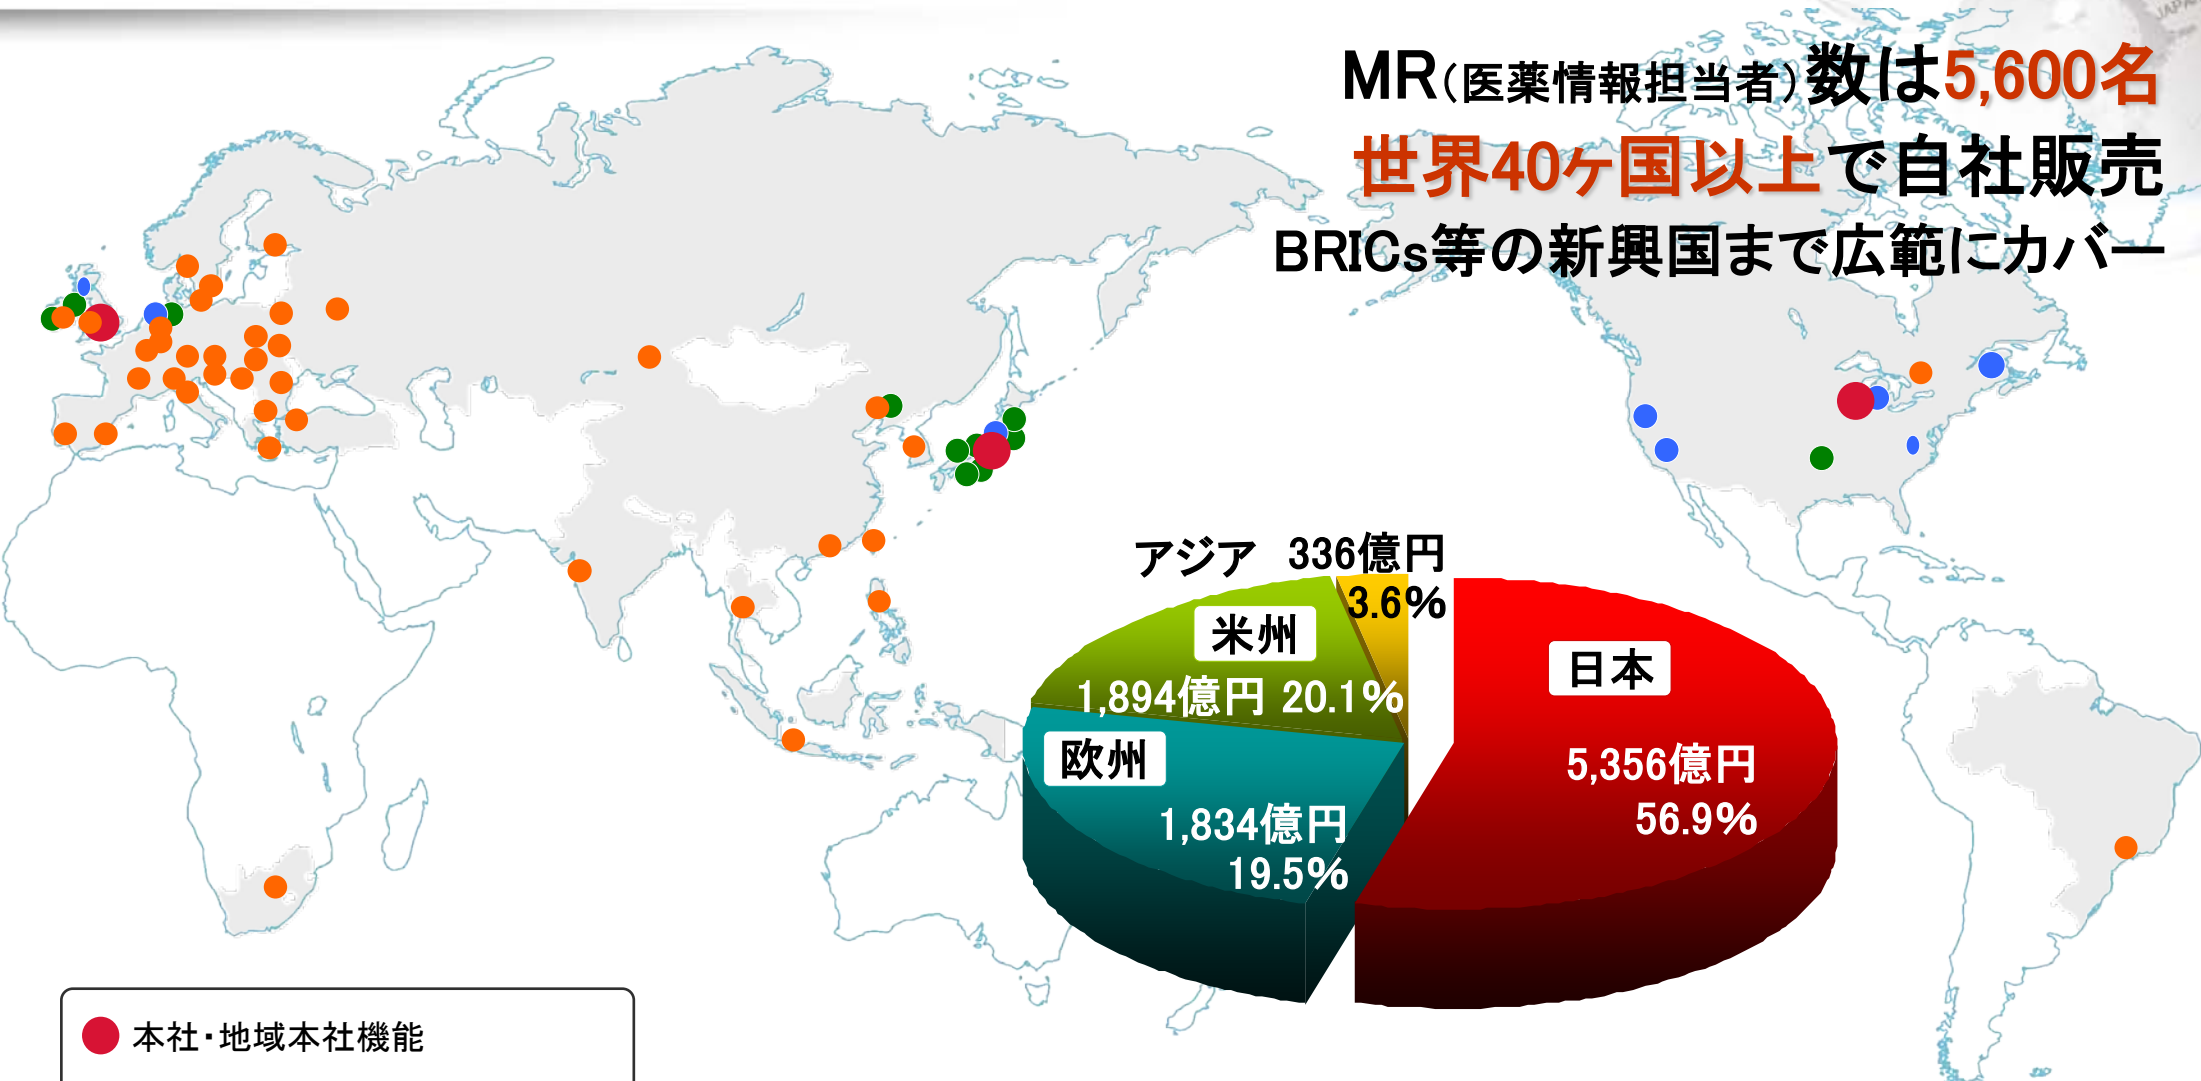 MR(医薬情報担当者)数は5,600名
世界40ヶ国以上で自社販売
BRICs等の新興国まで広範にカバー
アジア 336億円
3.6%
米州
1,894億円 20.1%
日本
5,356億円
56.9%
欧州
1,834億円
19.5%
本社・地域本社機能